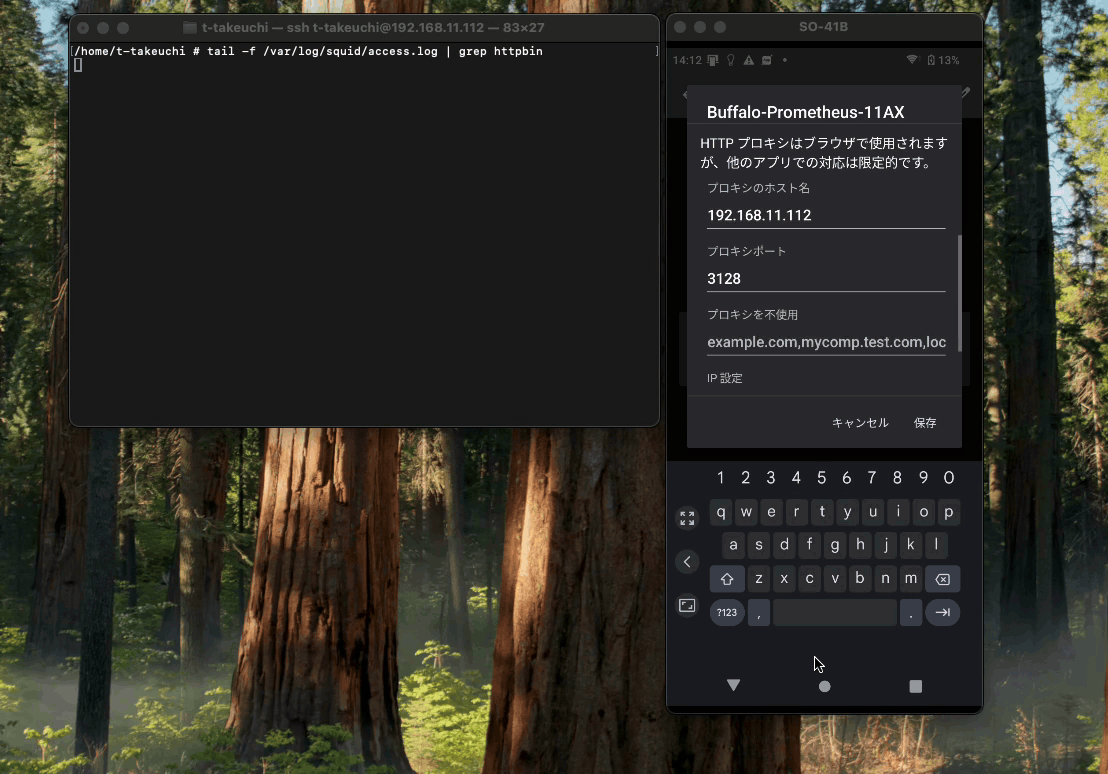 t-takeuchi — ssh t-takeuchi@192.168.11.112 — 83×27
[/home/t-takeuchi # tail -f /var/log/squid/access.log | grep httpbin ]
SO-41B
14:12 13%
Buffalo-Prometheus-11AX
HTTP プロキシはブラウザで使用されます
が、他のアプリでの対応は限定的です。
プロキシのホスト名
192.168.11.112
プロキシポート
3128
プロキシを不使用
example.com,mycomp.test.com,loc
IP 設定
キャンセル 保存
1 2 3 4 5 6 7 8 9 0
q w e r t y u i o p
a s d f g h j k l
z x c v b n m
?123 , .